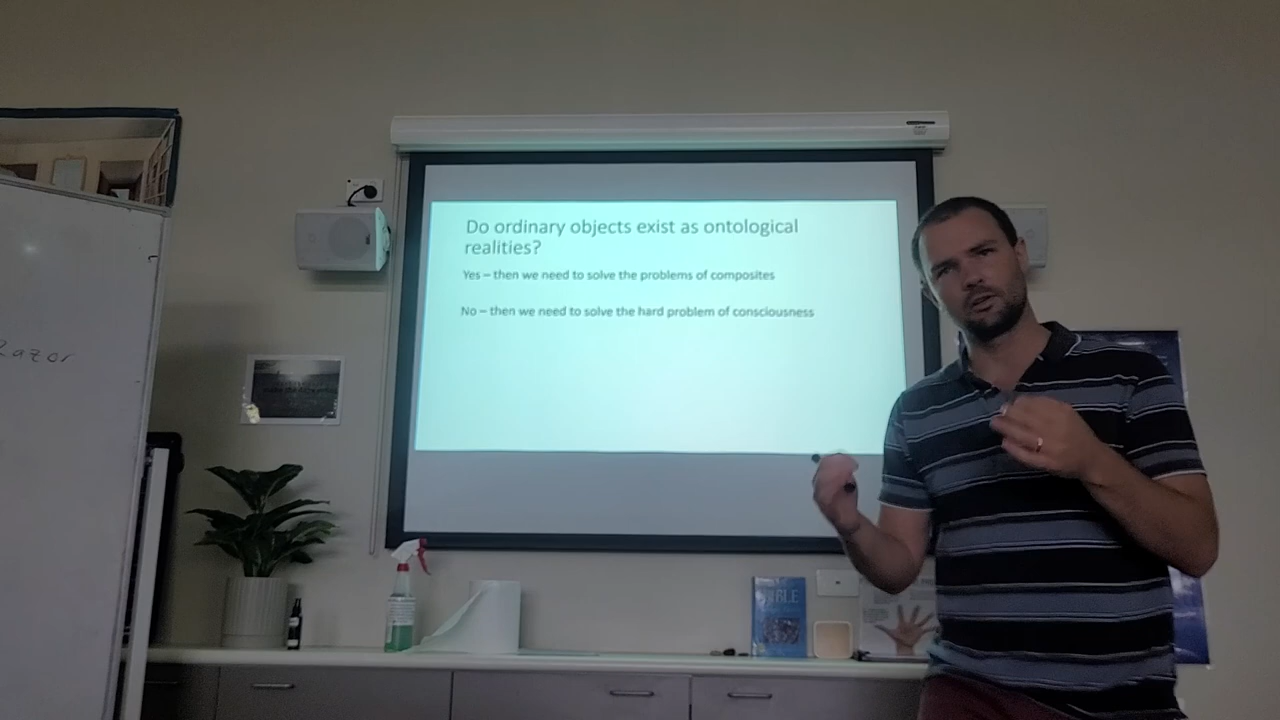 Razor
Do ordinary objects exist as ontological
realities?
Yes – then we need to solve the problems of composites
No – then we need to solve the hard problem of consciousness
BIBLE